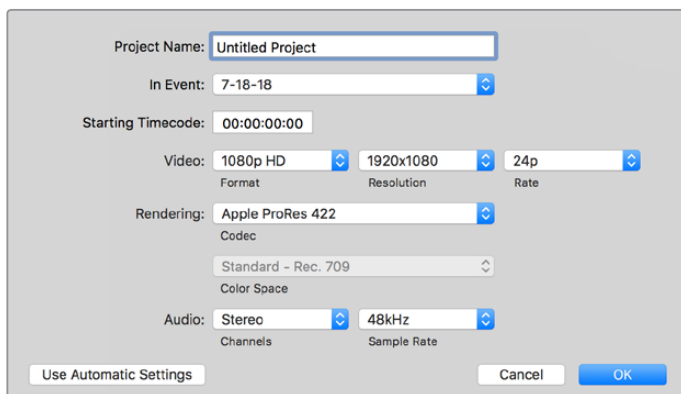 Project Name: Untitled Project
In Event: 7-18-18
Starting Timecode: 00:00:00:00
Video: 1080p HD 1920x1080 24p
Format Resolution Rate
Rendering: Apple ProRes 422
Codec
Standard - Rec. 709
Color Space
Audio: Stereo 48kHz
Channels Sample Rate
Use Automatic Settings Cancel OK